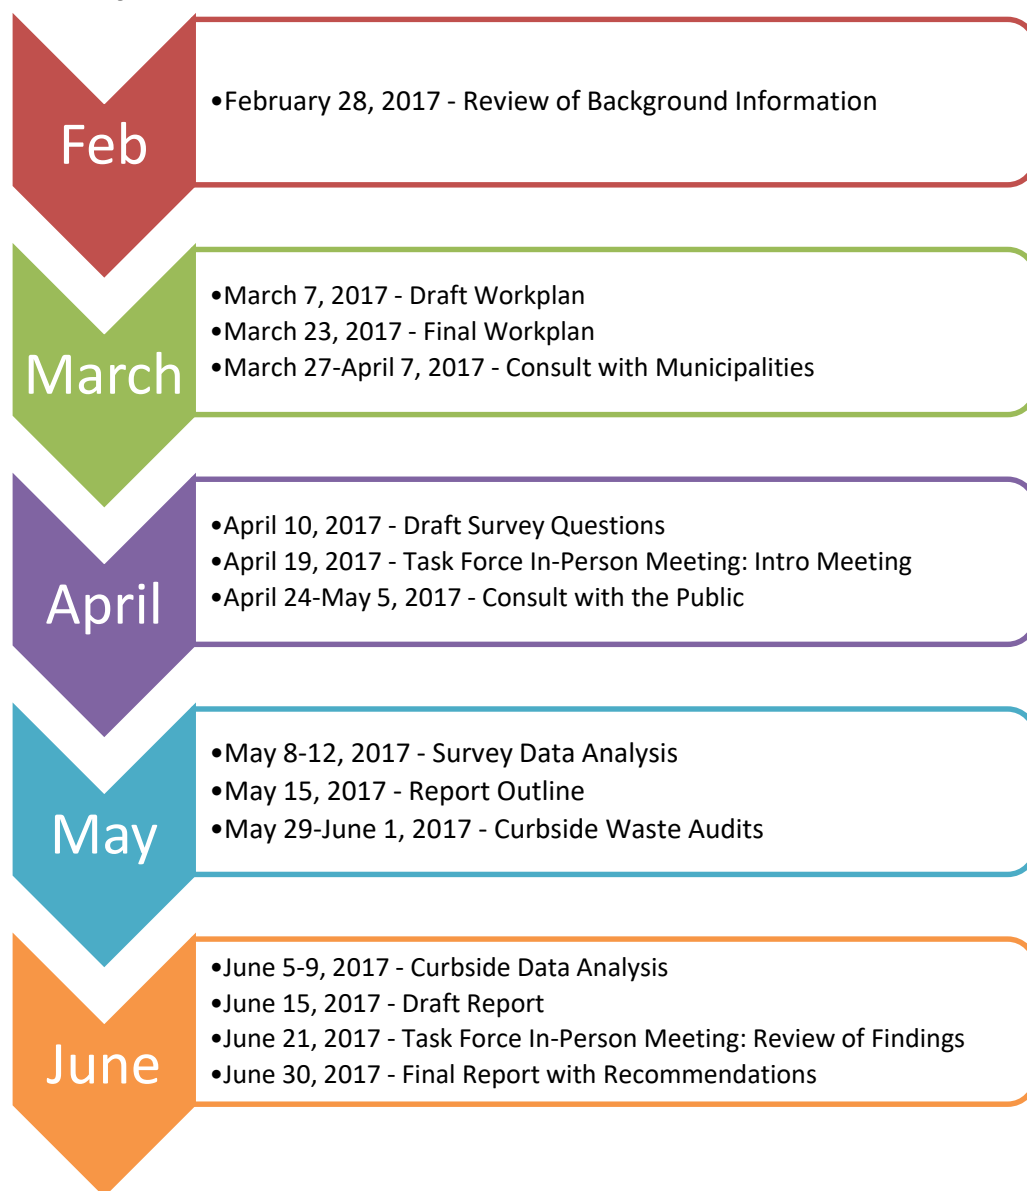 Feb
•February 28, 2017 - Review of Background Information
March
•March 7, 2017 - Draft Workplan
•March 23, 2017 - Final Workplan
•March 27-April 7, 2017 - Consult with Municipalities
April
•April 10, 2017 - Draft Survey Questions
•April 19, 2017 - Task Force In-Person Meeting: Intro Meeting
•April 24-May 5, 2017 - Consult with the Public
May
•May 8-12, 2017 - Survey Data Analysis
•May 15, 2017 - Report Outline
•May 29-June 1, 2017 - Curbside Waste Audits
June
•June 5-9, 2017 - Curbside Data Analysis
•June 15, 2017 - Draft Report
•June 21, 2017 - Task Force In-Person Meeting: Review of Findings
•June 30, 2017 - Final Report with Recommendations